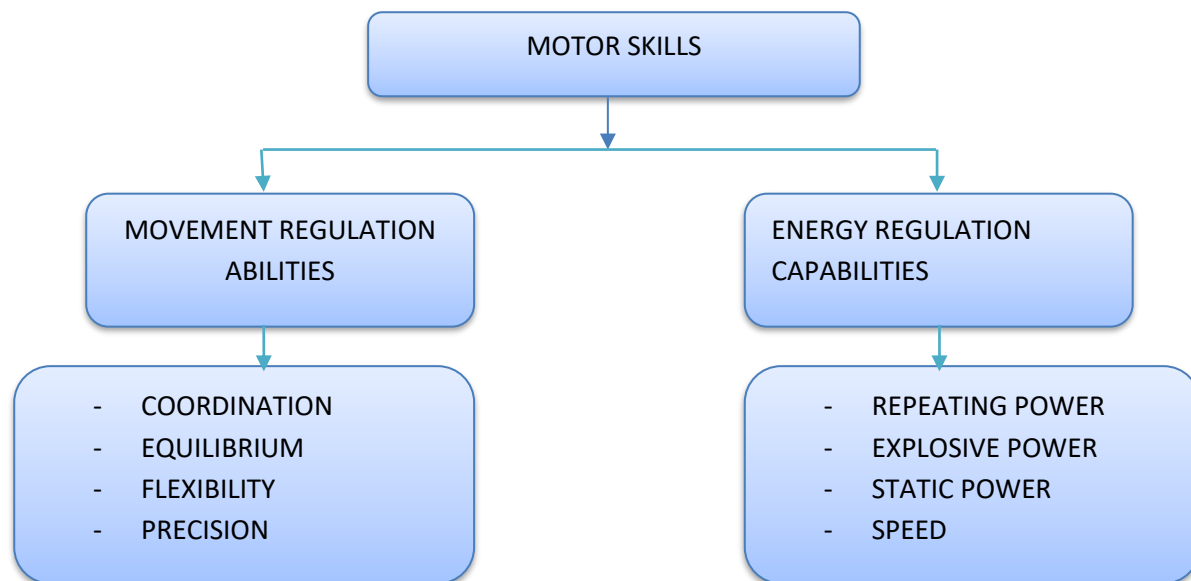 MOTOR SKILLS
MOVEMENT REGULATION
ABILITIES
ENERGY REGULATION
CAPABILITIES
- COORDINATION
- EQUILIBRIUM
- FLEXIBILITY
- PRECISION
- REPEATING POWER
- EXPLOSIVE POWER
- STATIC POWER
- SPEED